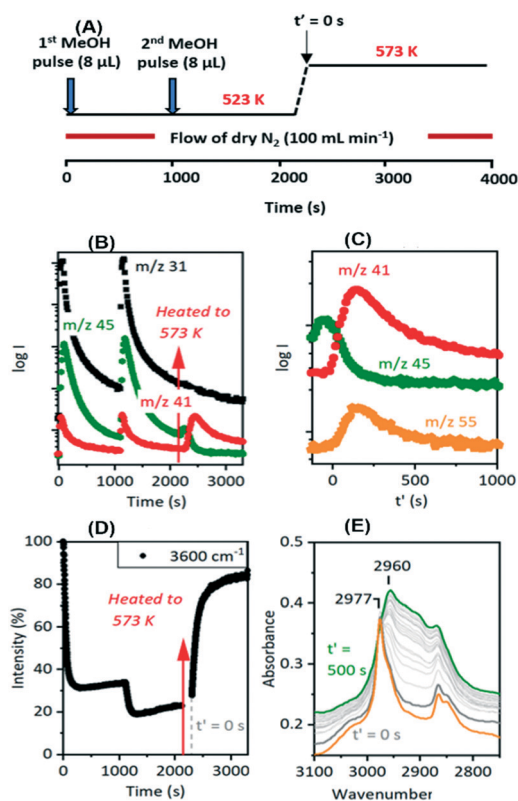 (A)
t' = 0 s
1st MeOH
pulse (8 µL)
2nd MeOH
pulse (8 µL)
573 K
523 K
Flow of dry N2 (100 mL min-1)
0 1000 2000 3000 4000
Time (s)
(B)
m/z 31
m/z 45
Heated to
573 K
m/z 41
log I
0 1000 2000 3000
Time (s)
(C)
m/z 41
m/z 45
m/z 55
log I
0 500 1000
t' (s)
(D)
3600 cm-1
Heated to
573 K
t' = 0 s
Intensity (%)
100
80
60
40
20
0
0 1000 2000 3000
Time (s)
(E)
2960
2977
t' =
500 s
t' = 0 s
Absorbance
0.5
0.4
0.3
0.2
3100 3000 2900 2800
Wavenumber